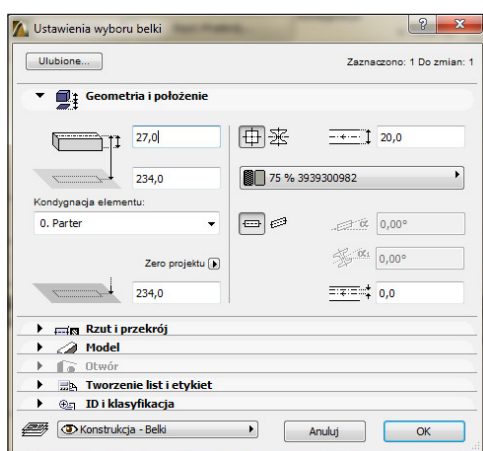 Ustawienia wyboru belki
Ulubione...
Zaznaczono: 1 Do zmian: 1
Geometria i położenie
27,0
20,0
234,0
75 % 3939300982
Kondygnacja elementu:
0. Parter
α 0,00°
Zero projektu
α1 0,00°
234,0
0,0
Rzut i przekrój
Model
Otwór
Tworzenie list i etykiet
ID i klasyfikacja
Konstrukcja - Belki
Anuluj
OK